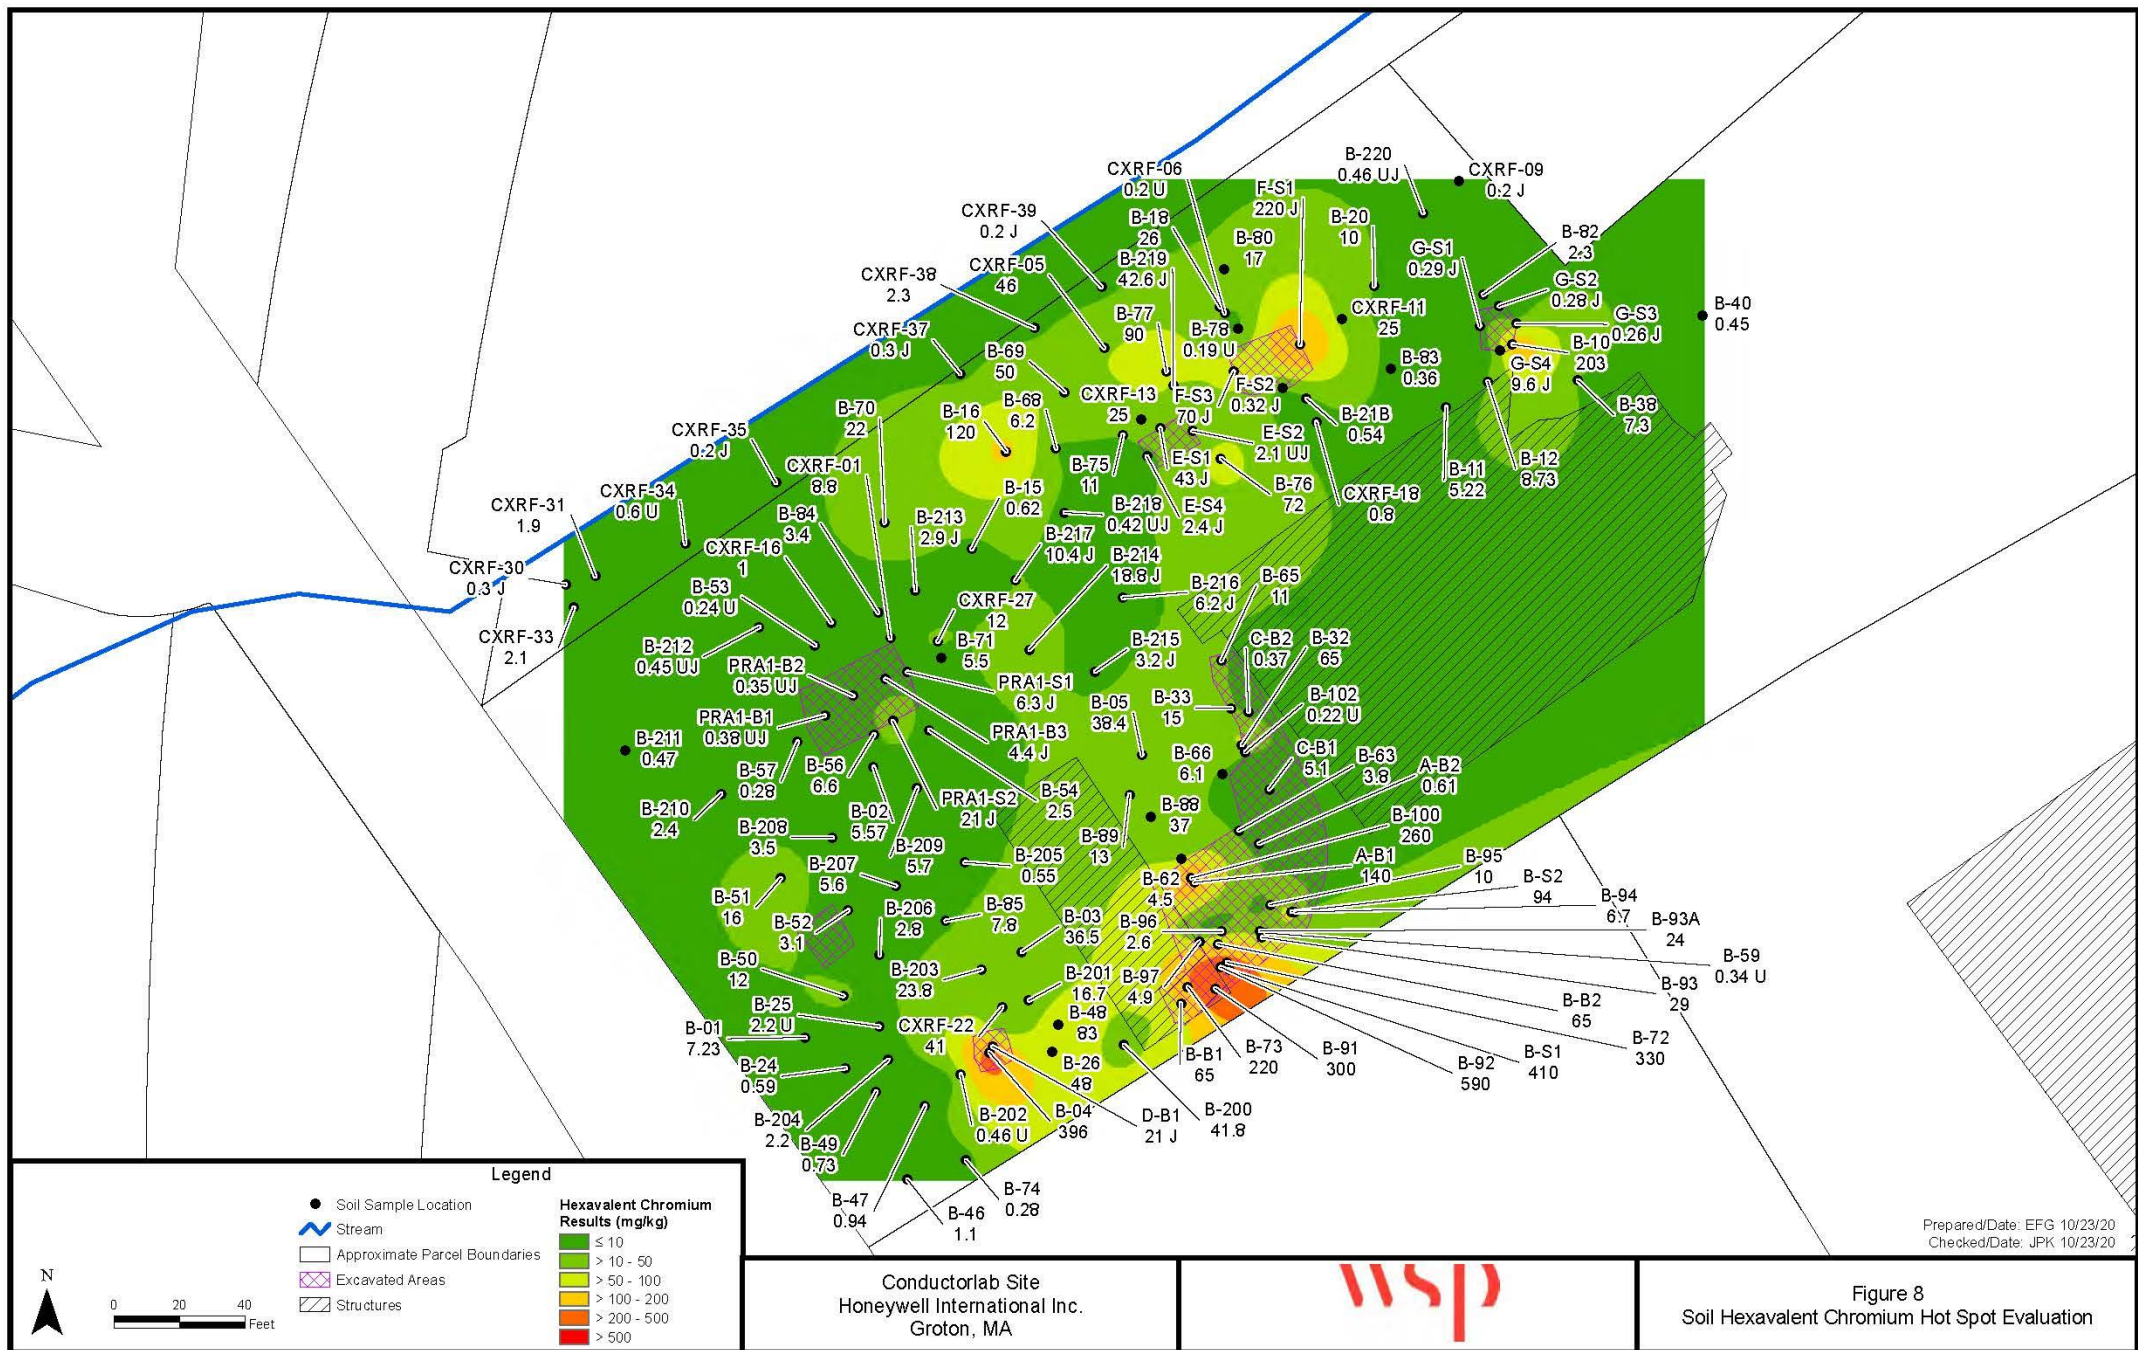 CXRF-06
0.2 U
B-220
0.46 UJ
CXRF-09
0.2 J
F-S1
220 J
CXRF-39
0.2 J
B-18
26
B-20
10
B-80
17
B-82
2.3
G-S1
0.29 J
B-219
42.6 J
CXRF-05
46
CXRF-38
2.3
G-S2
0.28 J
B-40
0.45
G-S3
0.26 J
CXRF-11
25
B-77
90
B-78
0.19 U
CXRF-37
0.3 J
B-10
203
B-69
50
B-83
0.36
G-S4
9.6 J
F-S2
0.32 J
CXRF-13
25
F-S3
70 J
B-68
6.2
B-70
22
B-16
120
B-38
7.3
B-21B
0.54
CXRF-35
0.2 J
E-S2
2.1 UJ
B-12
8.73
CXRF-01
8.8
B-75
11
E-S1
43 J
B-11
5.22
B-76
72
CXRF-18
0.8
CXRF-34
0.6 U
B-15
0.62
CXRF-31
1.9
B-218
0.42 UJ
E-S4
2.4 J
B-84
3.4
B-213
2.9 J
B-217
10.4 J
CXRF-16
1
B-214
18.8 J
CXRF-30
0.3 J
B-53
0.24 U
B-216
6.2 J
B-65
11
CXRF-27
12
CXRF-33
2.1
B-212
0.45 UJ
B-71
5.5
B-215
3.2 J
C-B2
0.37
B-32
65
PRA1-B2
0.35 UJ
PRA1-S1
6.3 J
B-05
38.4
B-33
15
B-102
0.22 U
PRA1-B1
0.38 UJ
PRA1-B3
4.4 J
B-211
0.47
B-57
0.28
B-56
6.6
B-66
6.1
C-B1
5.1
B-63
3.8
A-B2
0.61
B-210
2.4
B-02
5.57
PRA1-S2
21 J
B-54
2.5
B-88
37
B-208
3.5
B-209
5.7
B-89
13
B-100
260
B-207
5.6
B-205
0.55
B-62
4.5
A-B1
140
B-95
10
B-S2
94
B-51
16
B-52
3.1
B-206
2.8
B-85
7.8
B-03
36.5
B-96
2.6
B-94
6.7
B-93A
24
B-59
0.34 U
B-50
12
B-203
23.8
B-201
16.7
B-97
4.9
B-93
29
B-B2
65
B-25
2.2 U
CXRF-22
41
B-48
83
B-01
7.23
B-72
330
B-24
0.59
B-26
48
B-B1
65
B-73
220
B-91
300
B-92
590
B-S1
410
B-204
2.2
B-49
0.73
B-202
0.46 U
B-04
396
D-B1
21 J
B-200
41.8
B-47
0.94
B-46
1.1
B-74
0.28
Legend
Soil Sample Location
Stream
Approximate Parcel Boundaries
Excavated Areas
Structures
Hexavalent Chromium
Results (mg/kg)
≤ 10
> 10 - 50
> 50 - 100
> 100 - 200
> 200 - 500
> 500
N
0 20 40
Feet
Prepared/Date: EFG 10/23/20
Checked/Date: JPK 10/23/20
Conductorlab Site
Honeywell International Inc.
Groton, MA
wsp
Figure 8
Soil Hexavalent Chromium Hot Spot Evaluation